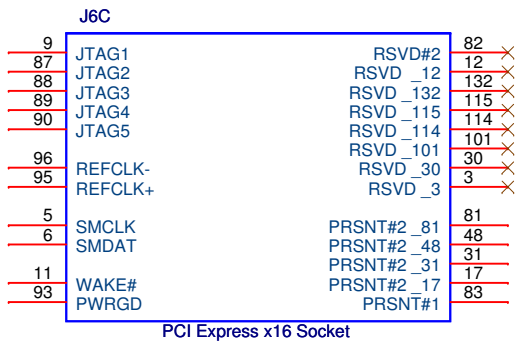 J6C
9 JTAG1 RSVD#2 82
87 JTAG2 RSVD _12 12
88 JTAG3 RSVD _132 132
89 JTAG4 RSVD _115 115
90 JTAG5 RSVD _114 114
RSVD _101 101
96 REFCLK- RSVD _30 30
95 REFCLK+ RSVD _3 3
5 SMCLK PRSNT#2 _81 81
6 SMDAT PRSNT#2 _48 48
PRSNT#2 _31 31
11 WAKE# PRSNT#2 _17 17
93 PWRGD PRSNT#1 83
PCI Express x16 Socket